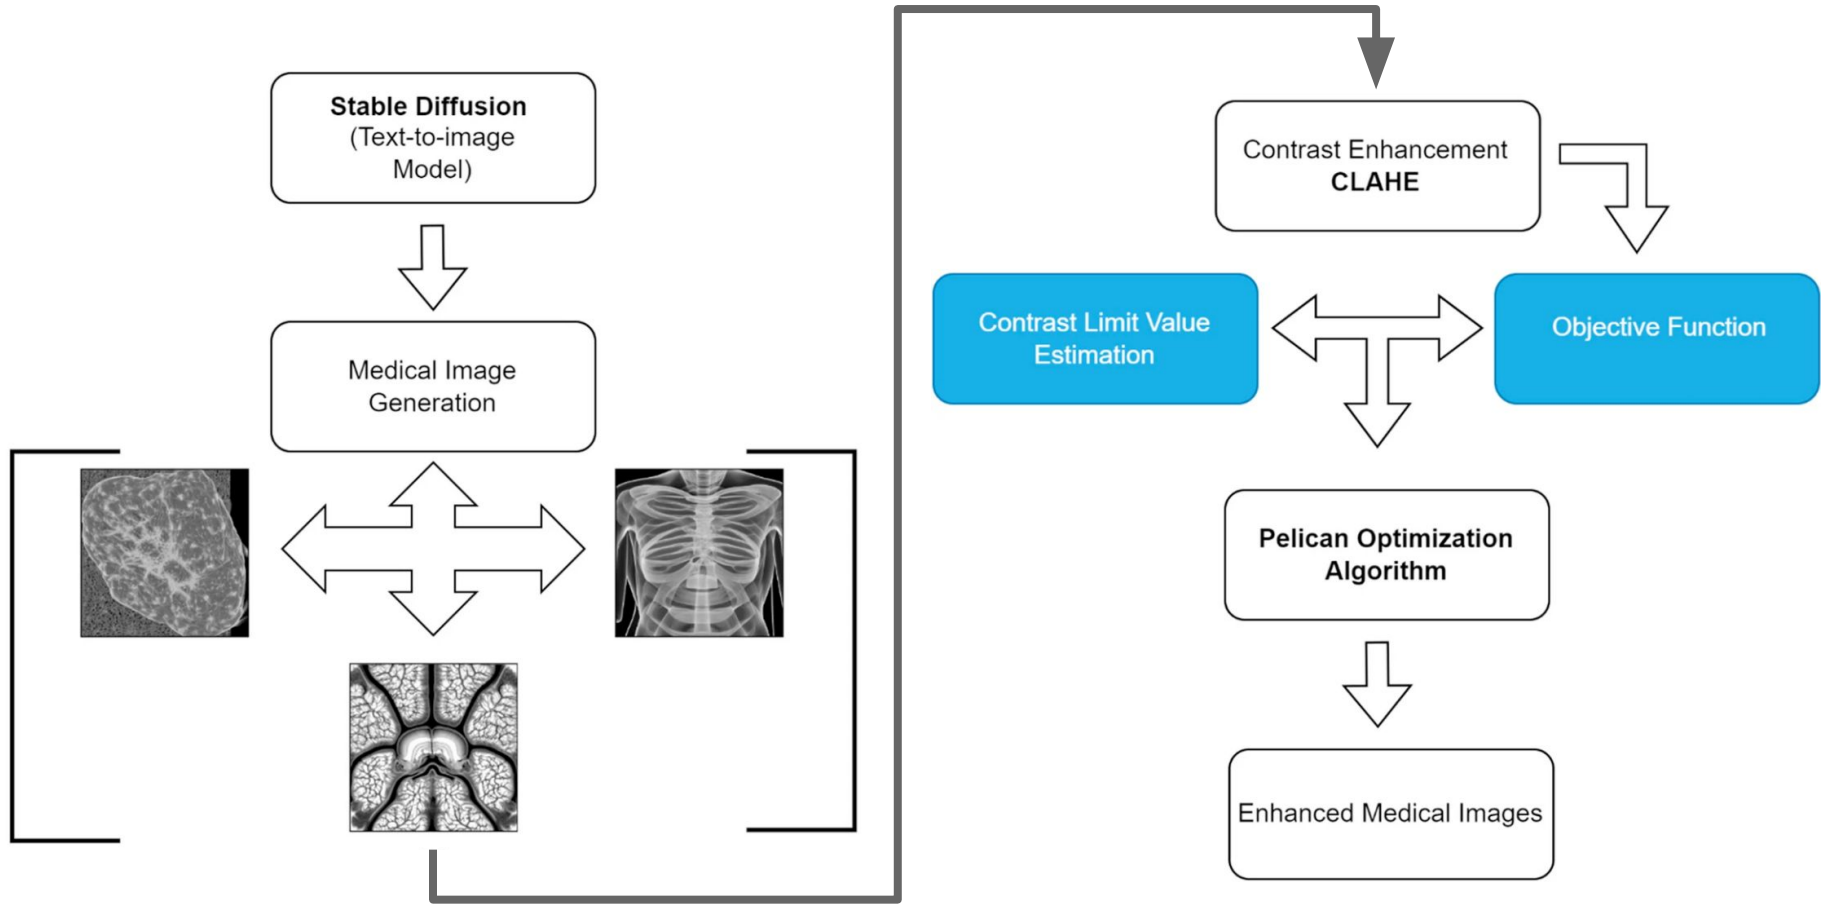 Stable Diffusion
(Text-to-image
Model)
Medical Image
Generation
Contrast Enhancement
CLAHE
Contrast Limit Value
Estimation
Objective Function
Pelican Optimization
Algorithm
Enhanced Medical Images